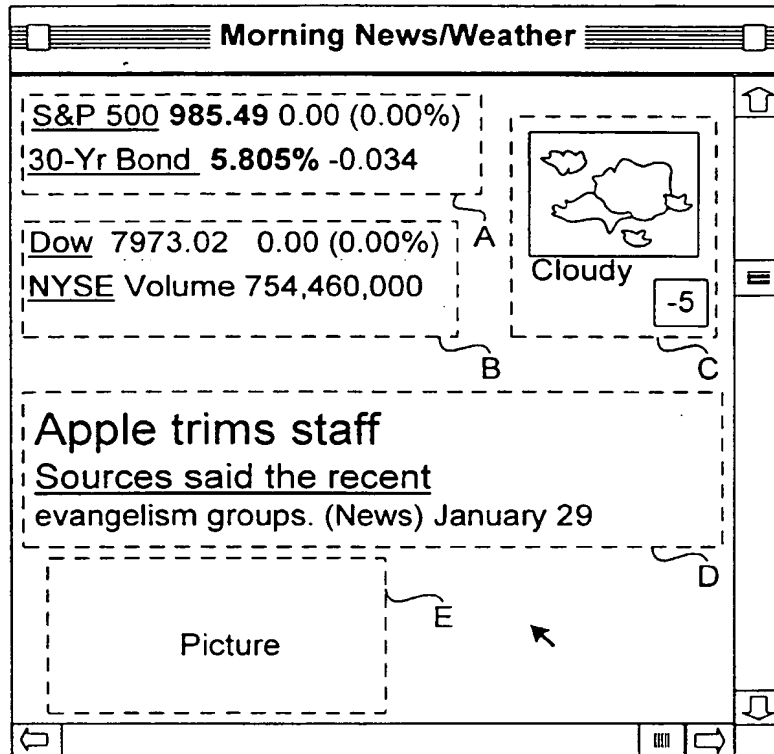 Morning News/Weather
S&P 500 985.49 0.00 (0.00%)
30-Yr Bond 5.805% -0.034
A
Dow 7973.02 0.00 (0.00%)
NYSE Volume 754,460,000
B
Cloudy
-5
C
Apple trims staff
Sources said the recent
evangelism groups. (News) January 29
D
Picture
E